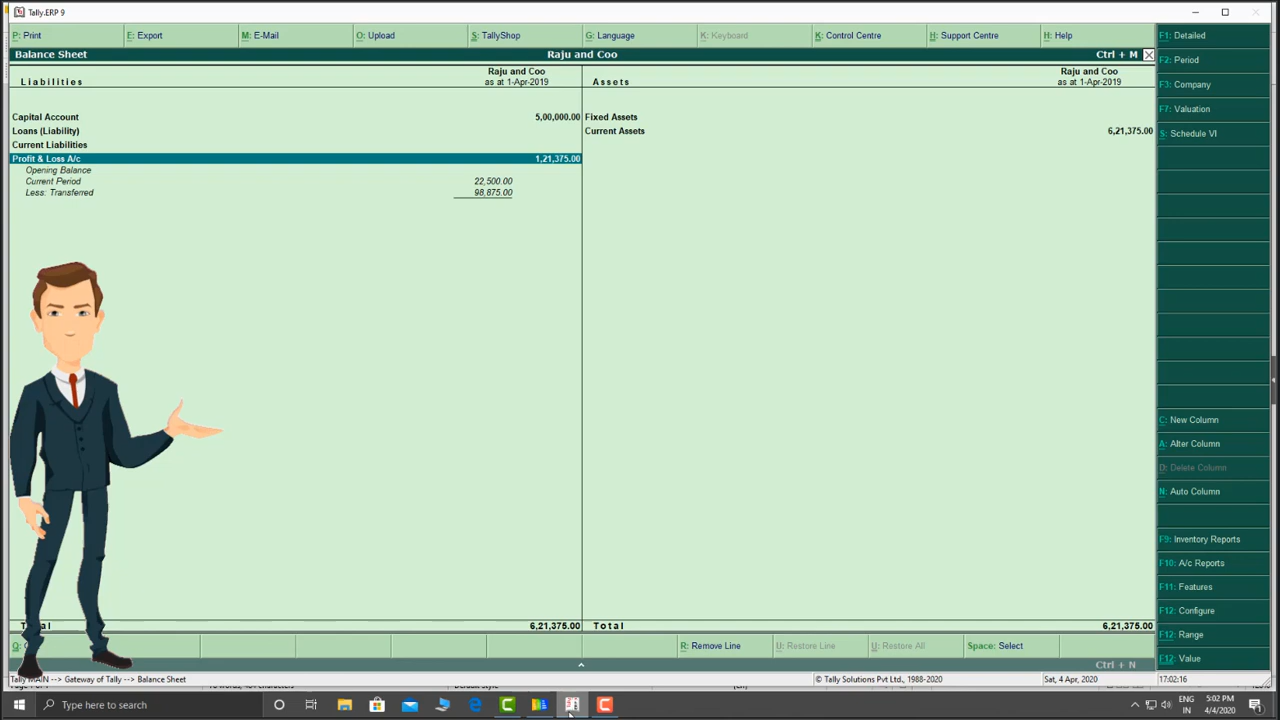 Tally.ERP 9
P: Print E: Export M: E-Mail O: Upload S: TallyShop G: Language K: Keyboard K: Control Centre H: Support Centre H: Help
Balance Sheet Raju and Coo Ctrl + M
Liabilities Raju and Coo as at 1-Apr-2019 Assets Raju and Coo as at 1-Apr-2019
Capital Account 5,00,000.00 Fixed Assets
Loans (Liability) Current Assets 6,21,375.00
Current Liabilities
Profit & Loss A/c 1,21,375.00
Opening Balance
Current Period 22,500.00
Less: Transferred 98,875.00
Total 6,21,375.00 Total 6,21,375.00
F1: Detailed
F2: Period
F3: Company
F7: Valuation
S: Schedule VI
C: New Column
A: Alter Column
D: Delete Column
N: Auto Column
F9: Inventory Reports
F10: A/c Reports
F11: Features
F12: Configure
F12: Range
F12: Value
R: Remove Line U: Restore Line U: Restore All Space: Select
Ctrl + N
Tally MAIN --> Gateway of Tally --> Balance Sheet © Tally Solutions Pvt Ltd., 1988-2020 Sat, 4 Apr, 2020 17:02:16
Type here to search ENG IN 5:02 PM 4/4/2020